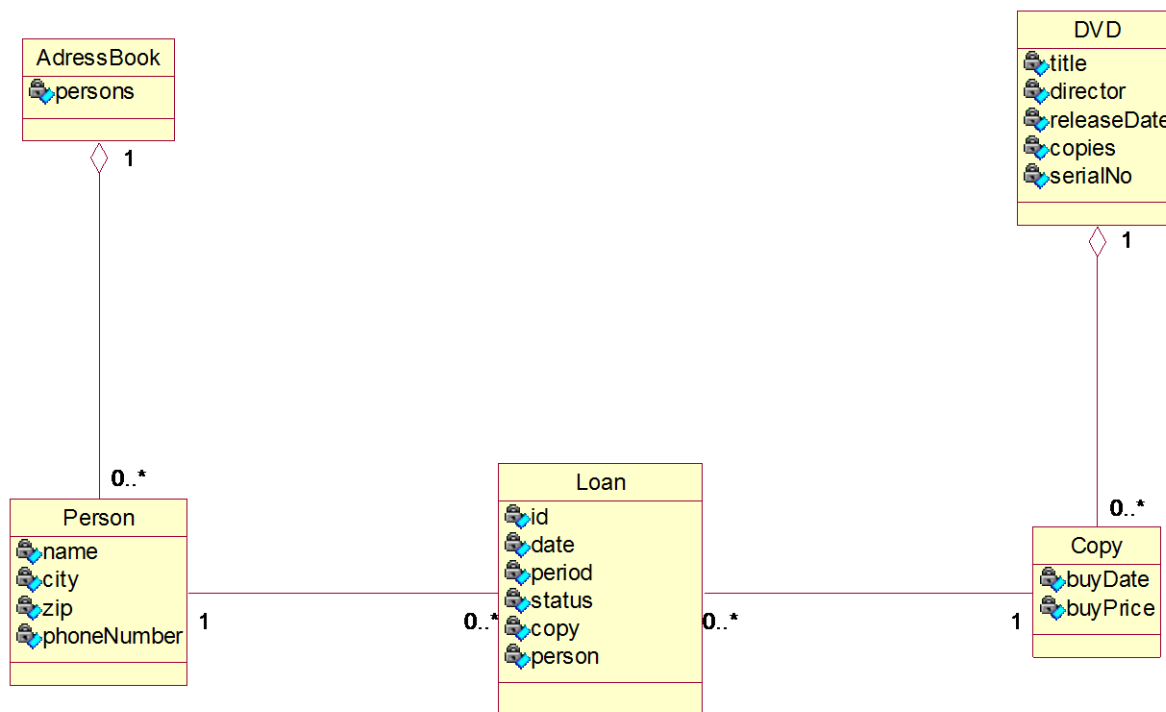 AdressBook
persons
1
0..*
Person
name
city
zip
phoneNumber
1
0..*
Loan
id
date
period
status
copy
person
0..*
1
DVD
title
director
releaseDate
copies
serialNo
1
0..*
Copy
buyDate
buyPrice